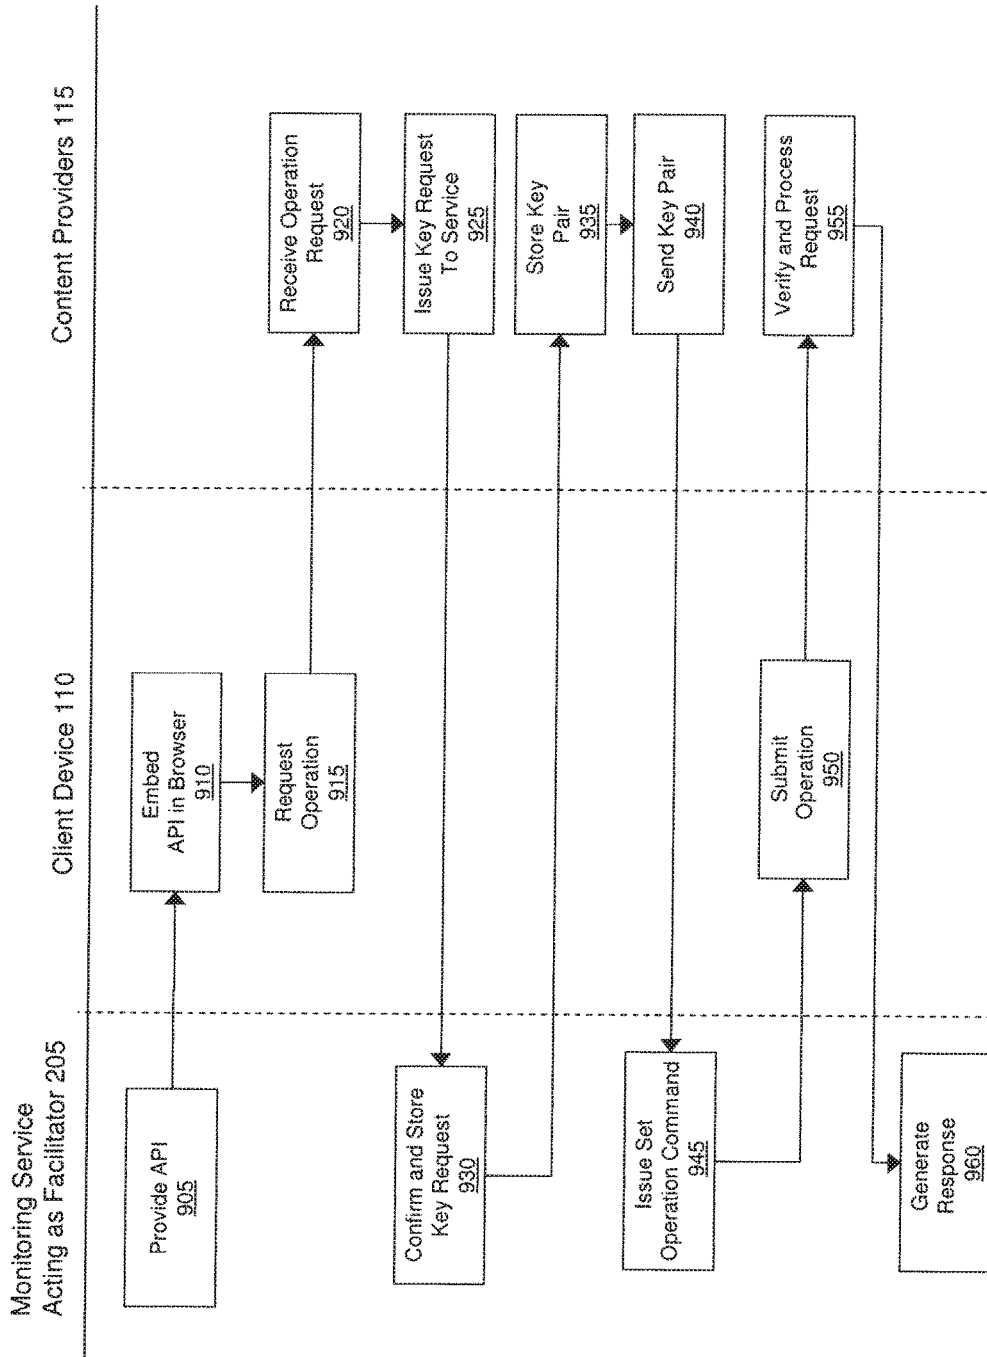 Monitoring Service
Acting as Facilitator 205
Client Device 110
Content Providers 115
Provide API
905
Embed
API in Browser
910
Request
Operation
915
Receive Operation
Request
920
Issue Key Request
To Service
925
Confirm and Store
Key Request
930
Store Key
Pair
935
Send Key Pair
940
Issue Set
Operation Command
945
Submit
Operation
950
Verify and Process
Request
955
Generate
Response
960